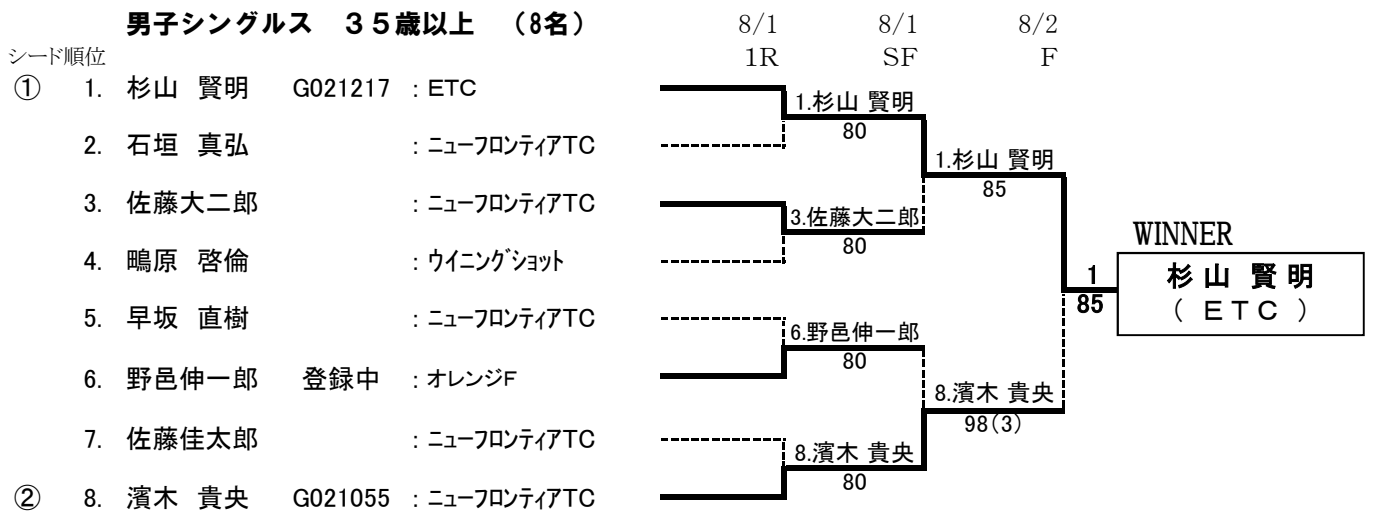 男子シングルス　３５歳以上　（8名）　8/1　8/1　8/2
シード順位　1R　SF　F
①　1.　杉山　賢明　G021217　：ETC
1.杉山 賢明
80
2.　石垣　真弘　：ニューフロンティアTC
1.杉山 賢明
85
3.　佐藤大二郎　：ニューフロンティアTC
3.佐藤大二郎
80
4.　鴫原　啓倫　：ウイニングショット
WINNER
1
杉 山　賢 明
85
（ ＥＴＣ ）
5.　早坂　直樹　：ニューフロンティアTC
6.野邑伸一郎
80
6.　野邑伸一郎　登録中　：オレンジF
8.濱木 貴央
98(3)
7.　佐藤佳太郎　：ニューフロンティアTC
8.濱木 貴央
80
②　8.　濱木　貴央　G021055　：ニューフロンティアTC